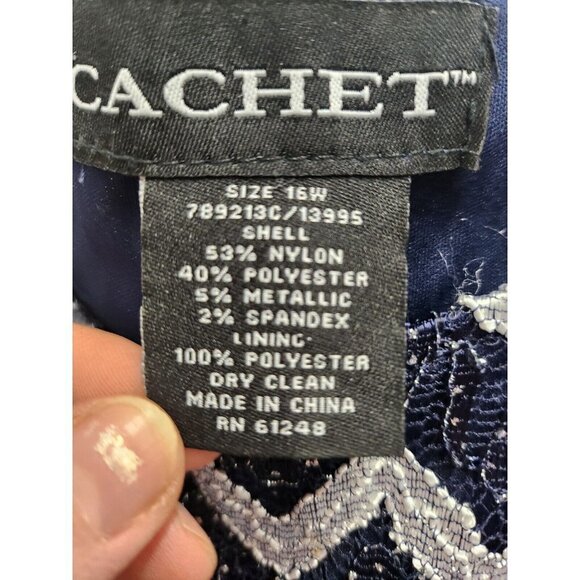 CACHET™
SIZE 16W
789213C/13995
SHELL
53% NYLON
40% POLYESTER
5% METALLIC
2% SPANDEX
LINING-
100% POLYESTER
DRY CLEAN
MADE IN CHINA
RN 61248